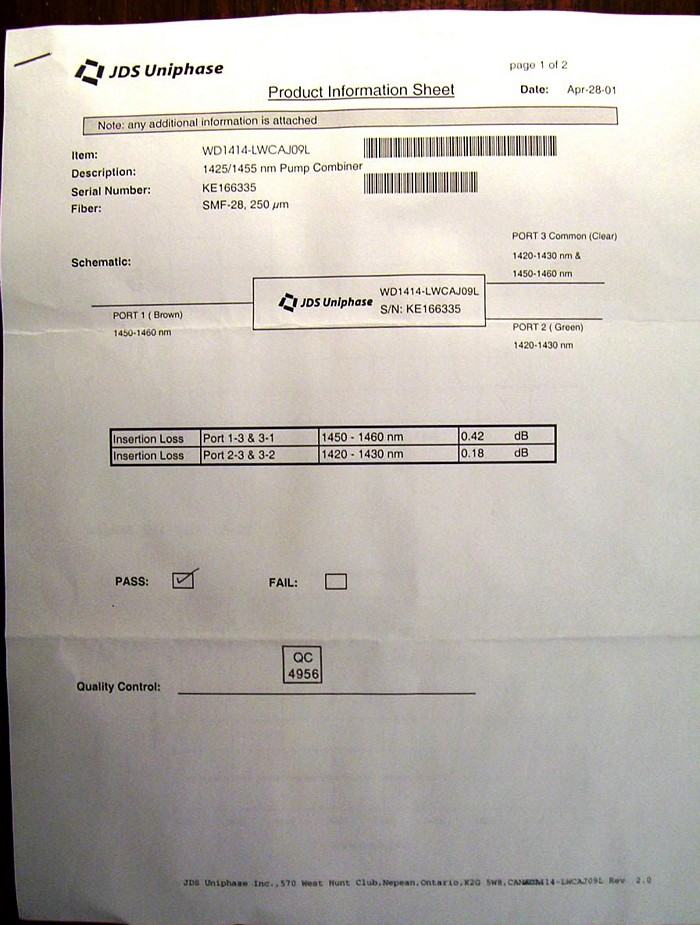 JDS Uniphase
page 1 of 2
Product Information Sheet
Date: Apr-28-01
Note: any additional information is attached
Item: WD1414-LWCAJ09L
Description: 1425/1455 nm Pump Combiner
Serial Number: KE166335
Fiber: SMF-28, 250 µm
PORT 3 Common (Clear)
1420-1430 nm &
1450-1460 nm
Schematic:
JDS Uniphase
WD1414-LWCAJ09L
S/N: KE166335
PORT 1 ( Brown)
1450-1460 nm
PORT 2 ( Green)
1420-1430 nm
Insertion Loss Port 1-3 & 3-1 1450 - 1460 nm 0.42 dB
Insertion Loss Port 2-3 & 3-2 1420 - 1430 nm 0.18 dB
PASS: FAIL:
QC
4956
Quality Control:
JDS Uniphase Inc.,570 West Hunt Club,Nepean,Ontario,K2G 5W8, Rev 2.0